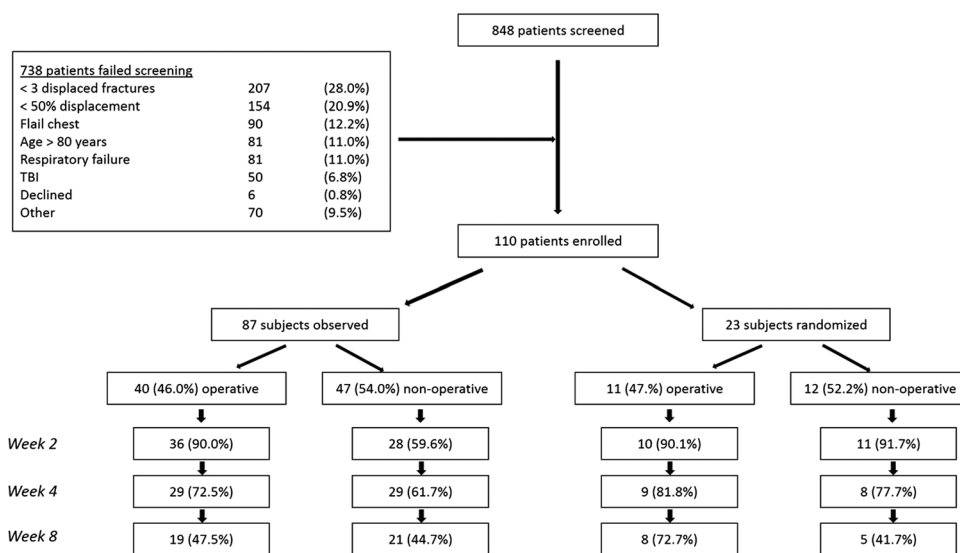 848 patients screened
738 patients failed screening
< 3 displaced fractures 207 (28.0%)
< 50% displacement 154 (20.9%)
Flail chest 90 (12.2%)
Age > 80 years 81 (11.0%)
Respiratory failure 81 (11.0%)
TBI 50 (6.8%)
Declined 6 (0.8%)
Other 70 (9.5%)
110 patients enrolled
87 subjects observed 23 subjects randomized
40 (46.0%) operative 47 (54.0%) non-operative 11 (47.%) operative 12 (52.2%) non-operative
Week 2 36 (90.0%) 28 (59.6%) 10 (90.1%) 11 (91.7%)
Week 4 29 (72.5%) 29 (61.7%) 9 (81.8%) 8 (77.7%)
Week 8 19 (47.5%) 21 (44.7%) 8 (72.7%) 5 (41.7%)